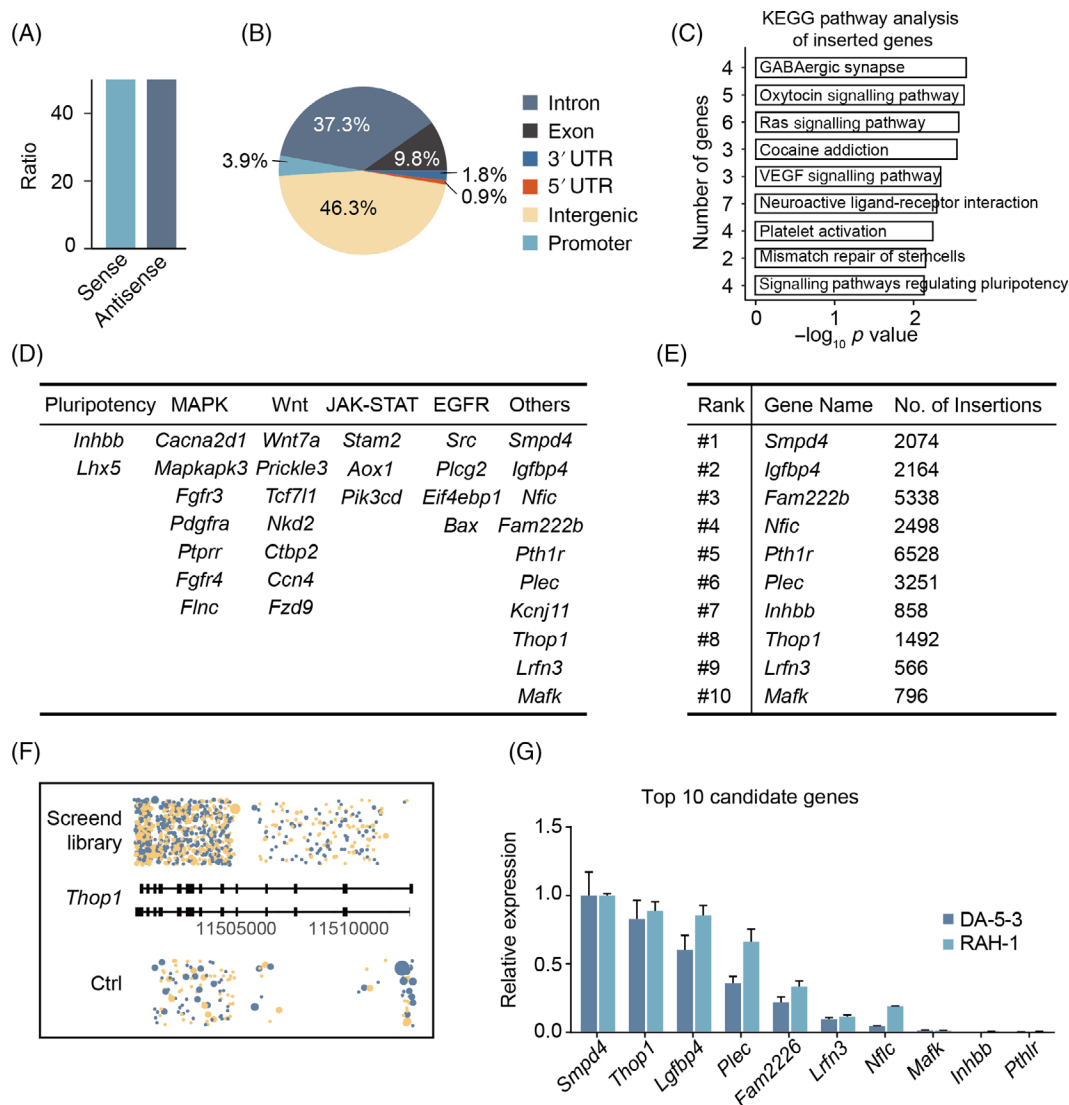 (A)
40
20
0
Ratio
Sense
Antisense
(B)
37.3%
9.8%
3.9%
1.8%
0.9%
46.3%
Intron
Exon
3′ UTR
5′ UTR
Intergenic
Promoter
(C)
KEGG pathway analysis
of inserted genes
Number of genes
4 GABAergic synapse
5 Oxytocin signalling pathway
6 Ras signalling pathway
3 Cocaine addiction
3 VEGF signalling pathway
7 Neuroactive ligand-receptor interaction
4 Platelet activation
2 Mismatch repair of stemcells
4 Signalling pathways regulating pluripotency
0 1 2
−log10 p value
(D)
Pluripotency MAPK Wnt JAK-STAT EGFR Others
Inhbb Cacna2d1 Wnt7a Stam2 Src Smpd4
Lhx5 Mapkapk3 Prickle3 Aox1 Plcg2 Igfbp4
Fgfr3 Tcf7l1 Pik3cd Eif4ebp1 Nfic
Pdgfra Nkd2 Bax Fam222b
Ptprr Ctbp2 Pth1r
Fgfr4 Ccn4 Plec
Flnc Fzd9 Kcnj11
Thop1
Lrfn3
Mafk
(E)
Rank Gene Name No. of Insertions
#1 Smpd4 2074
#2 Igfbp4 2164
#3 Fam222b 5338
#4 Nfic 2498
#5 Pth1r 6528
#6 Plec 3251
#7 Inhbb 858
#8 Thop1 1492
#9 Lrfn3 566
#10 Mafk 796
(F)
Screend
library
Thop1
11505000 11510000
Ctrl
(G)
Top 10 candidate genes
Relative expression
1.5
1.0
0.5
0.0
DA-5-3
RAH-1
Smpd4
Thop1
Lgfbp4
Plec
Fam2226
Lrfn3
Nflc
Mafk
Inhbb
Pthlr